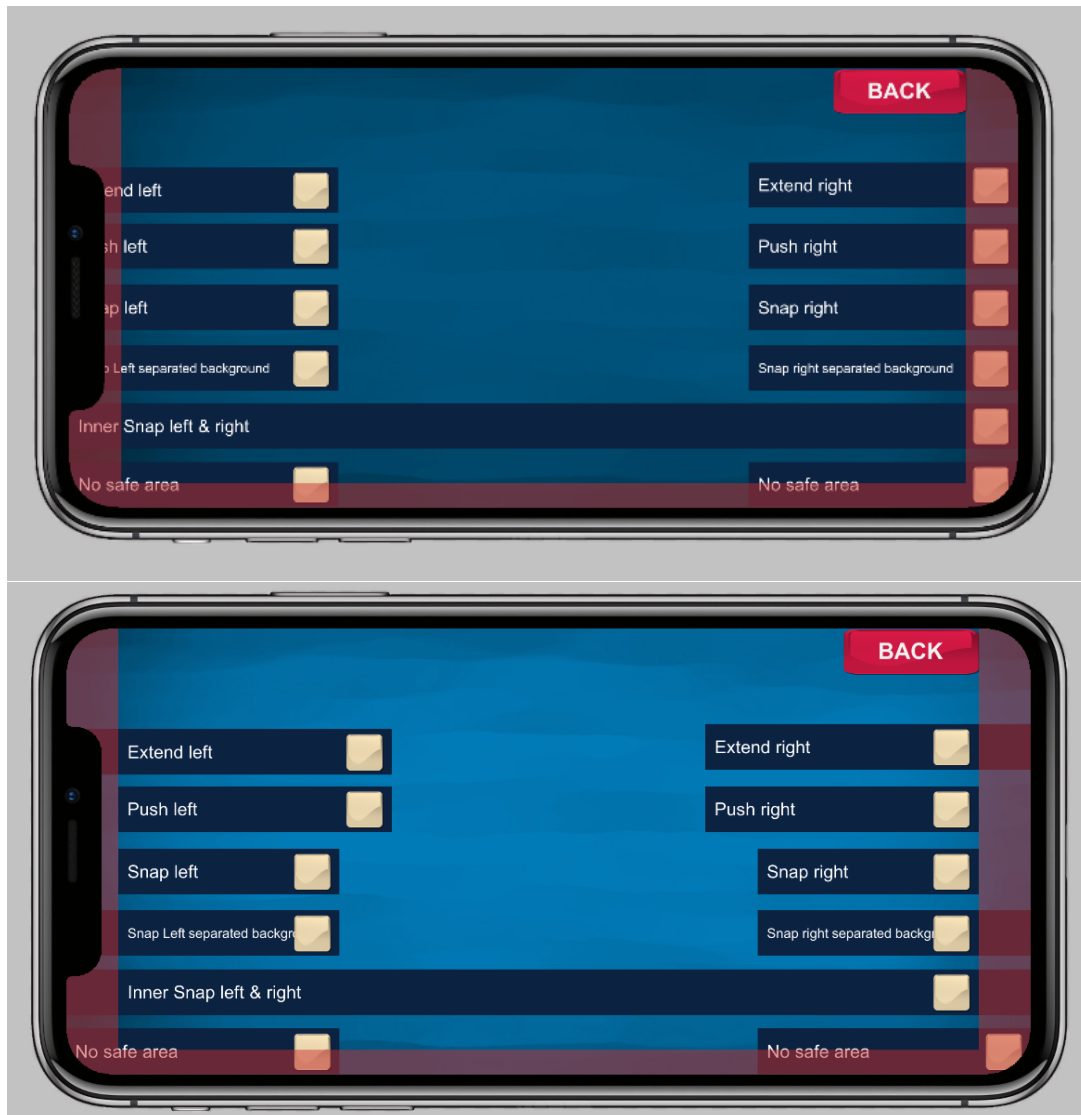 BACK
end left
Extend right
sh left
Push right
ap left
Snap right
Left separated background
Snap right separated background
Inner Snap left & right
No safe area
No safe area
BACK
Extend left
Extend right
Push left
Push right
Snap left
Snap right
Snap Left separated backgr
Snap right separated backgr
Inner Snap left & right
No safe area
No safe area